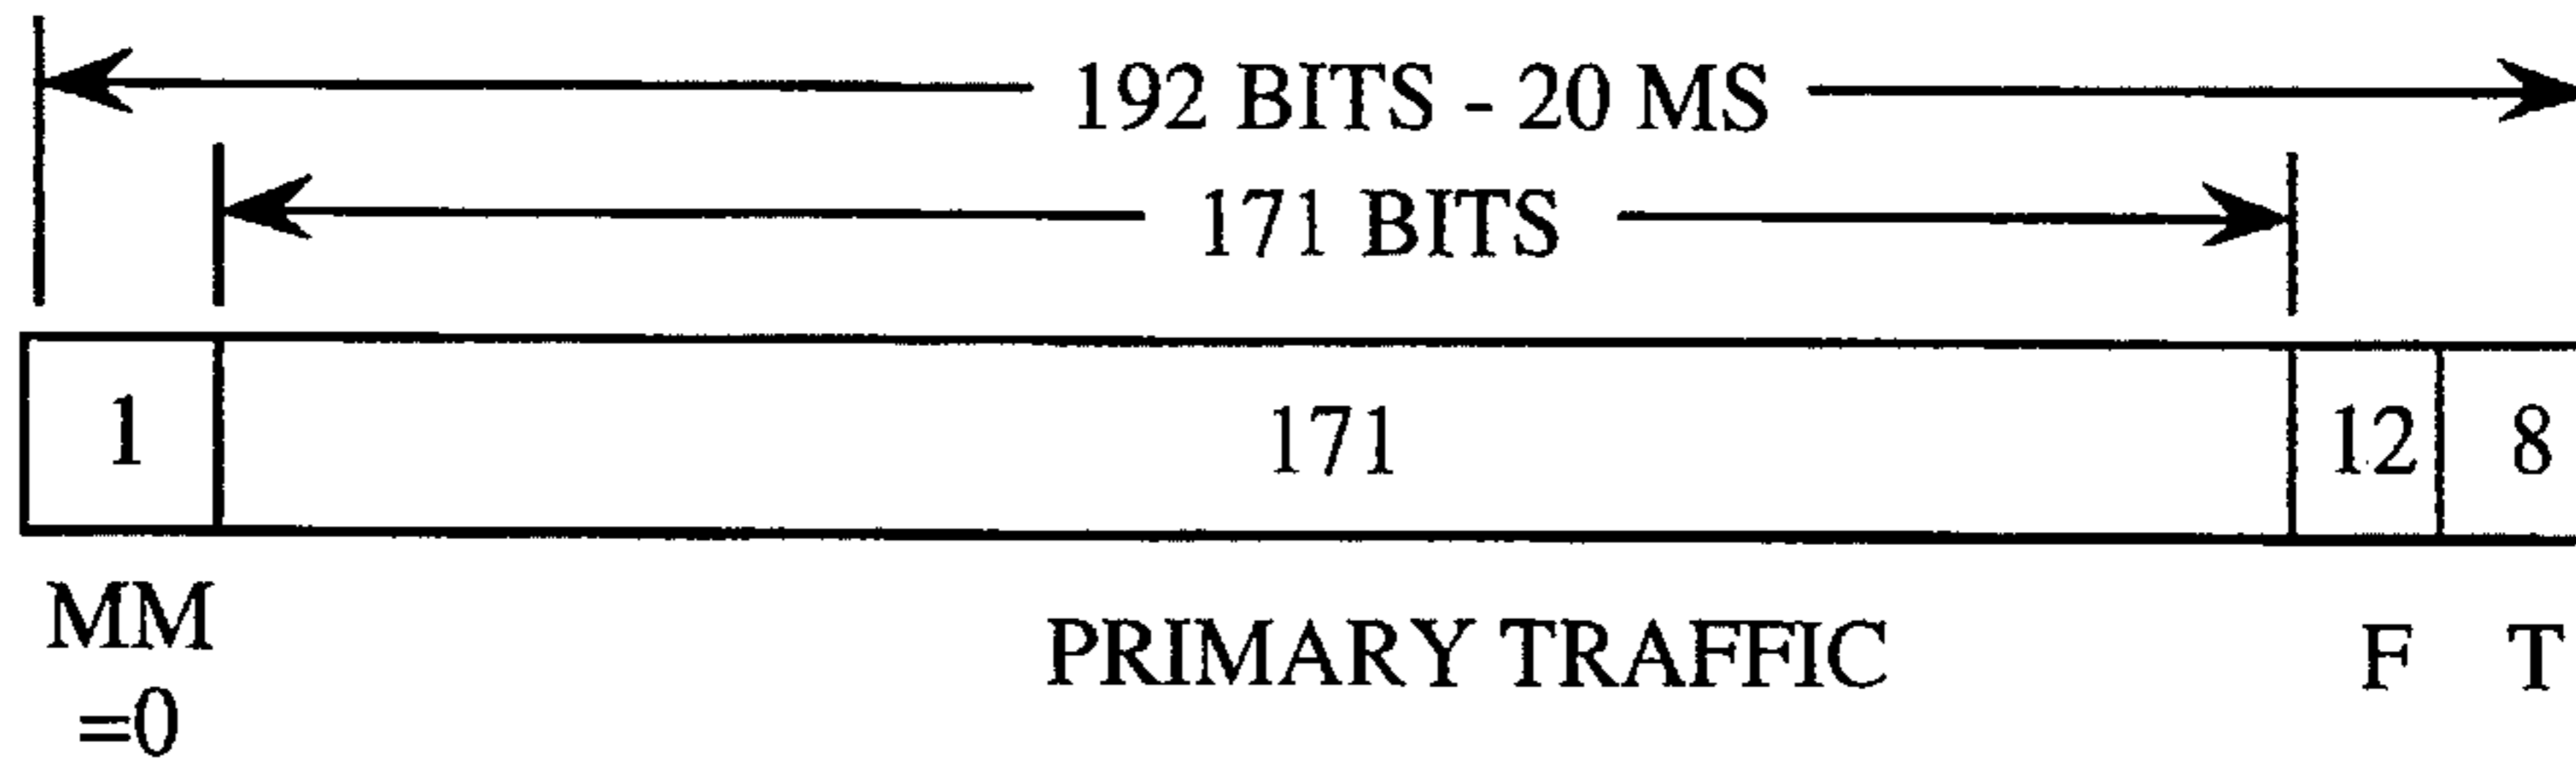 192 BITS - 20 MS
171 BITS
1 171 12 8
MM PRIMARY TRAFFIC F T
=0